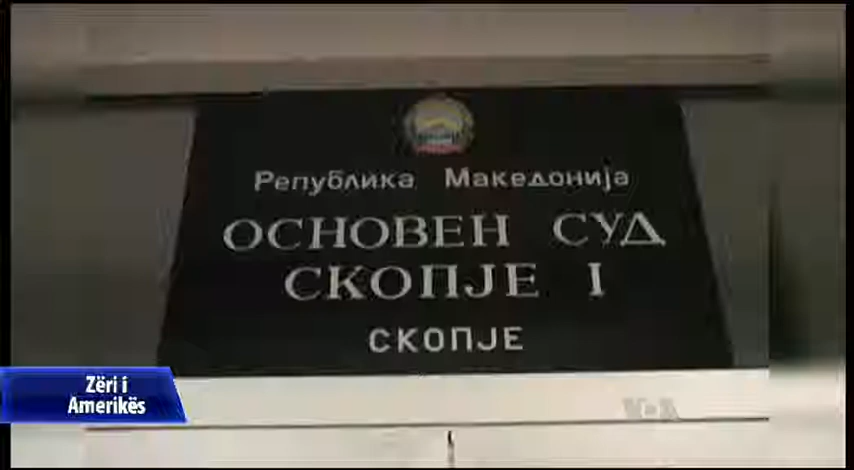 Република Македонија
ОСНОВЕН СУД
СКОПЈЕ I
СКОПЈЕ
Zëri i
Amerikës
VOA